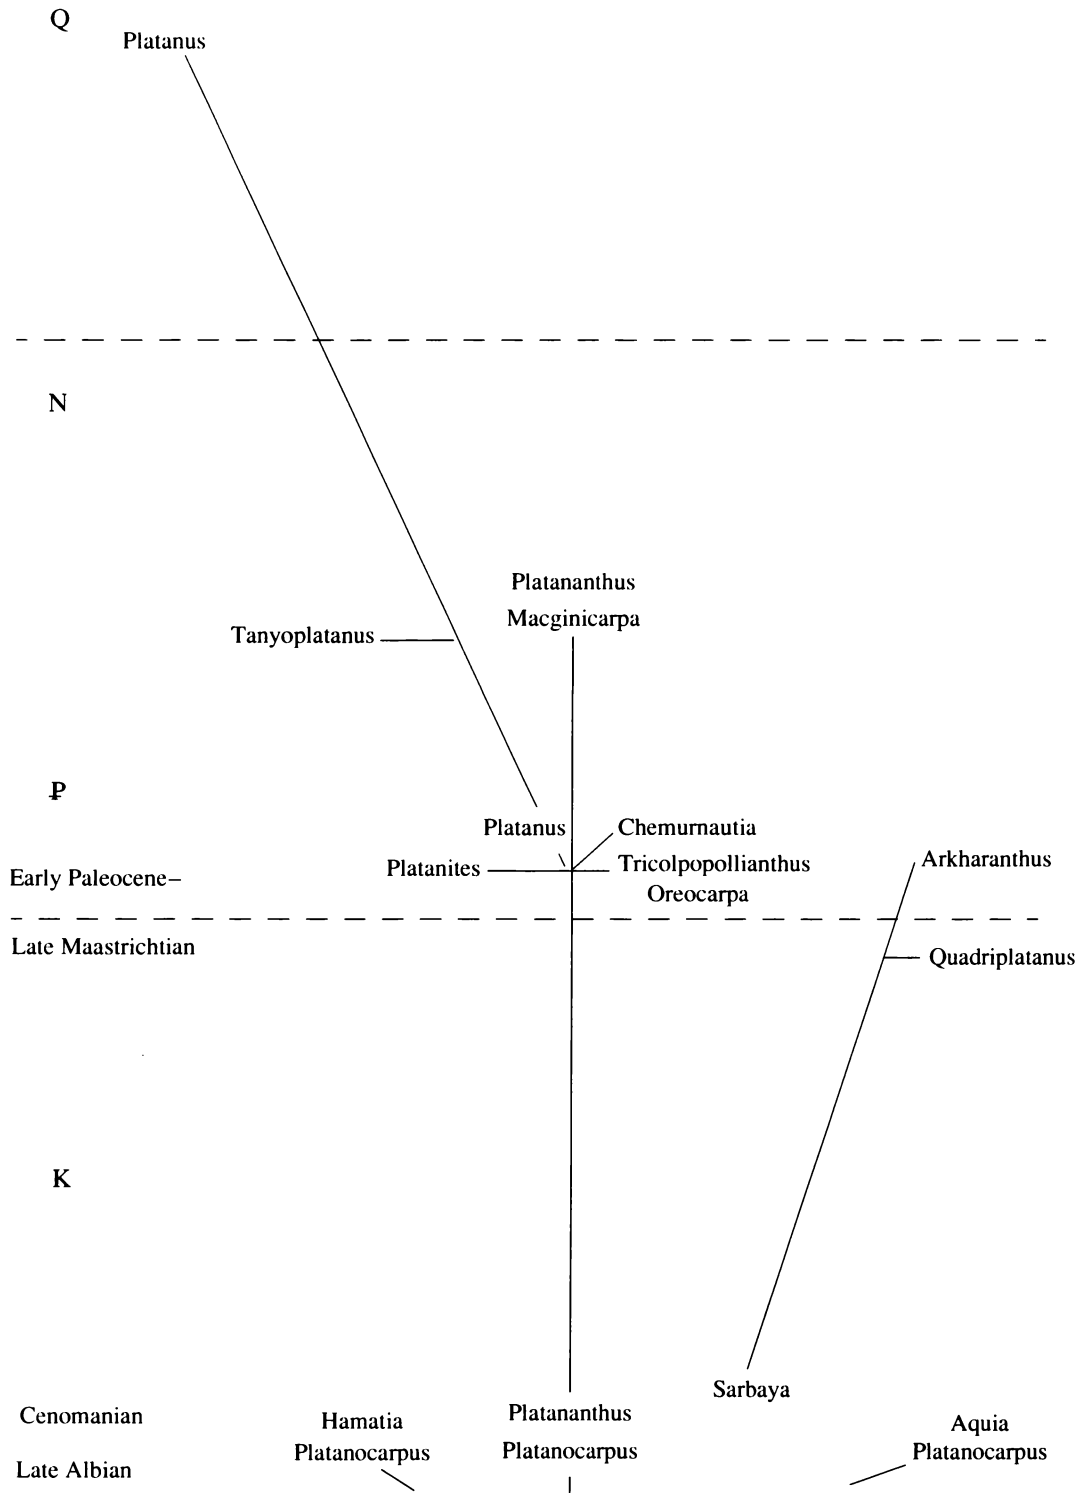 Q
Platanus
N
Platananthus
Macginicarpa
Tanyoplatanus
₽
Platanus
Chemurnautia
Platanites
Tricolpopollianthus
Oreocarpa
Arkharanthus
Early Paleocene–
Late Maastrichtian
Quadriplatanus
K
Sarbaya
Cenomanian
Hamatia
Platanocarpus
Platananthus
Platanocarpus
Aquia
Platanocarpus
Late Albian